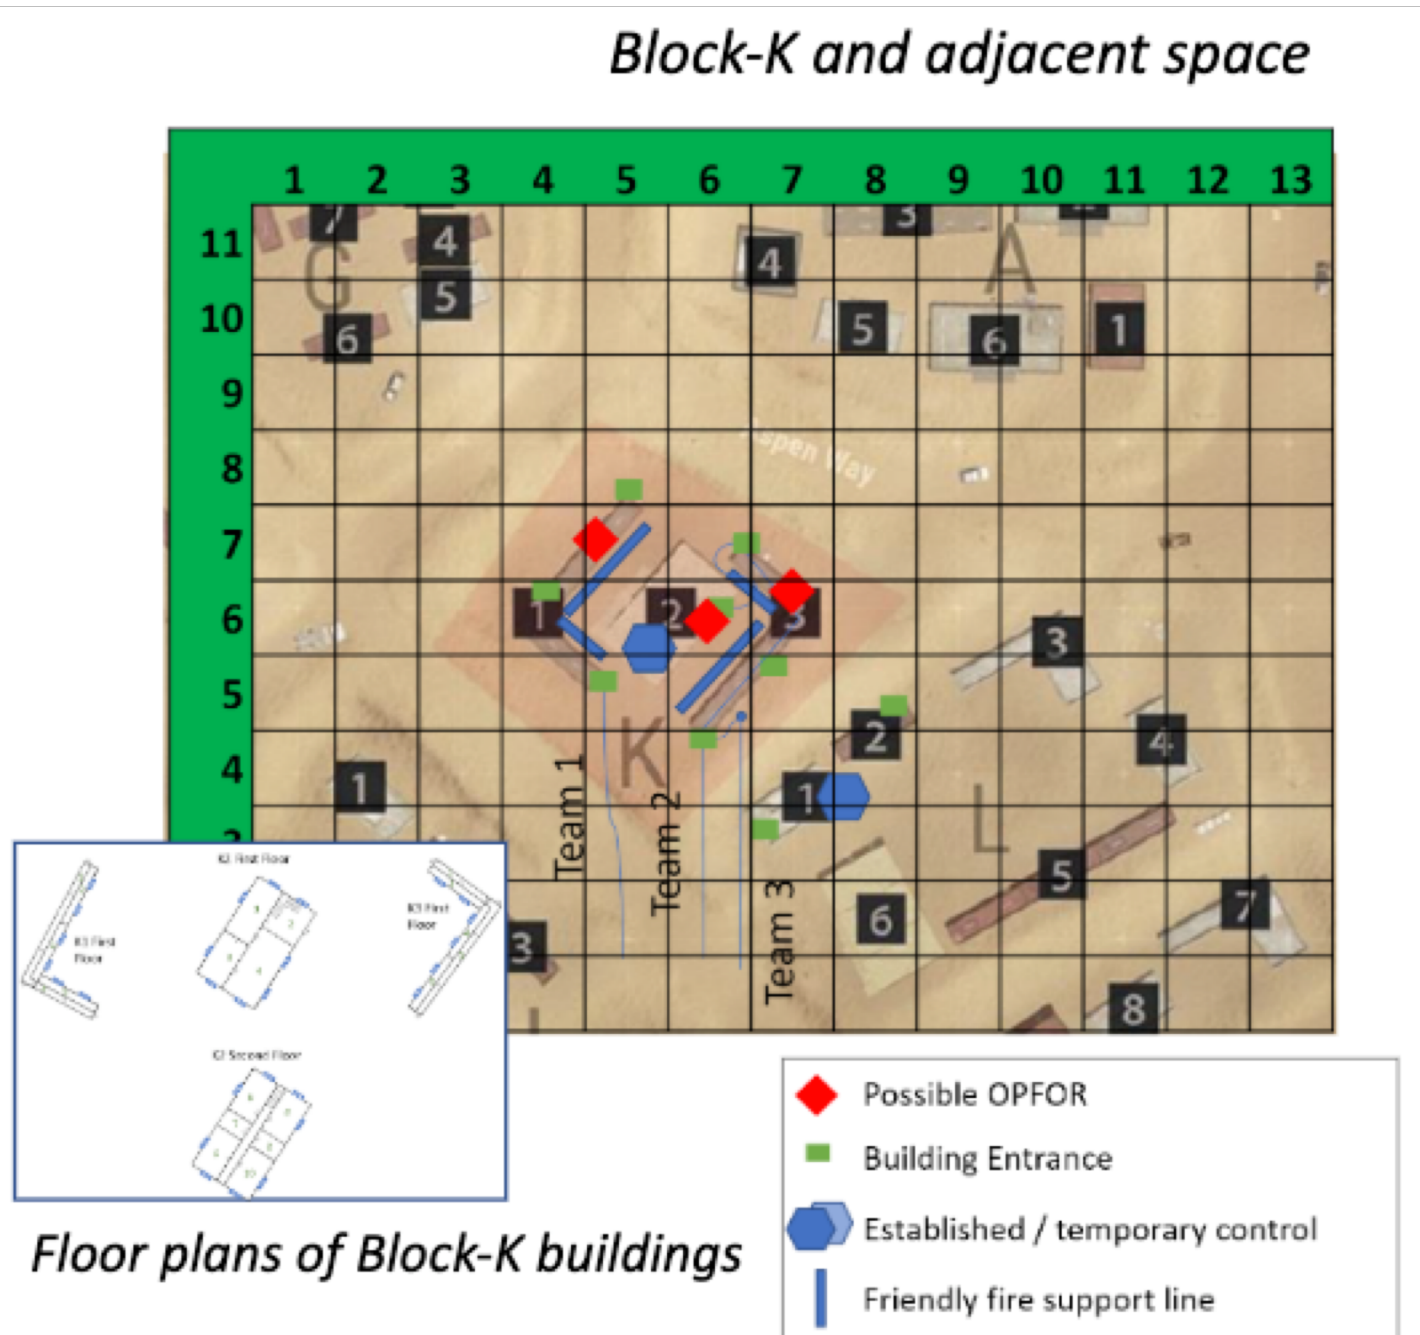 Block-K and adjacent space
1 2 3 4 5 6 7 8 9 10 11 12 13
11
10
9
8
7
6
5
4
7
4
5
6
G
4
3
5
6
1
A
Aspen Way
1
2
3
K
1
3
2
1
3
4
5
6
7
8
L
Team 1
Team 2
Team 3
K1 First
Floor
K2 First Floor
K3 First
Floor
Second Floor
Floor plans of Block-K buildings
Possible OPFOR
Building Entrance
Established / temporary control
Friendly fire support line